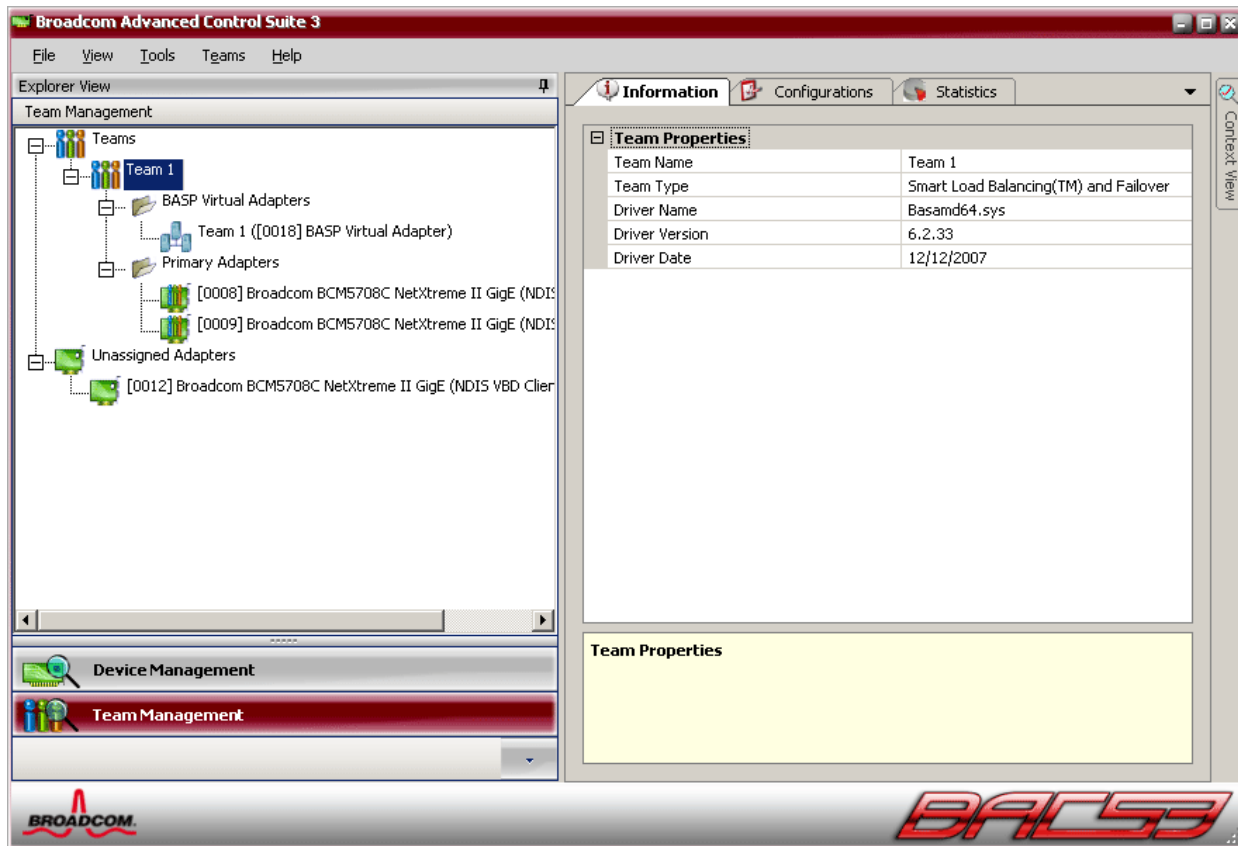 Broadcom Advanced Control Suite 3
File View Tools Teams Help
Explorer View
Team Management
Teams
Team 1
BASP Virtual Adapters
Team 1 ([0018] BASP Virtual Adapter)
Primary Adapters
[0008] Broadcom BCM5708C NetXtreme II GigE (NDIS
[0009] Broadcom BCM5708C NetXtreme II GigE (NDIS
Unassigned Adapters
[0012] Broadcom BCM5708C NetXtreme II GigE (NDIS VBD Clien
Device Management
Team Management
Information Configurations Statistics
Team Properties
Team Name Team 1
Team Type Smart Load Balancing(TM) and Failover
Driver Name Basamd64.sys
Driver Version 6.2.33
Driver Date 12/12/2007
Team Properties
Context View
BROADCOM.
BACS3